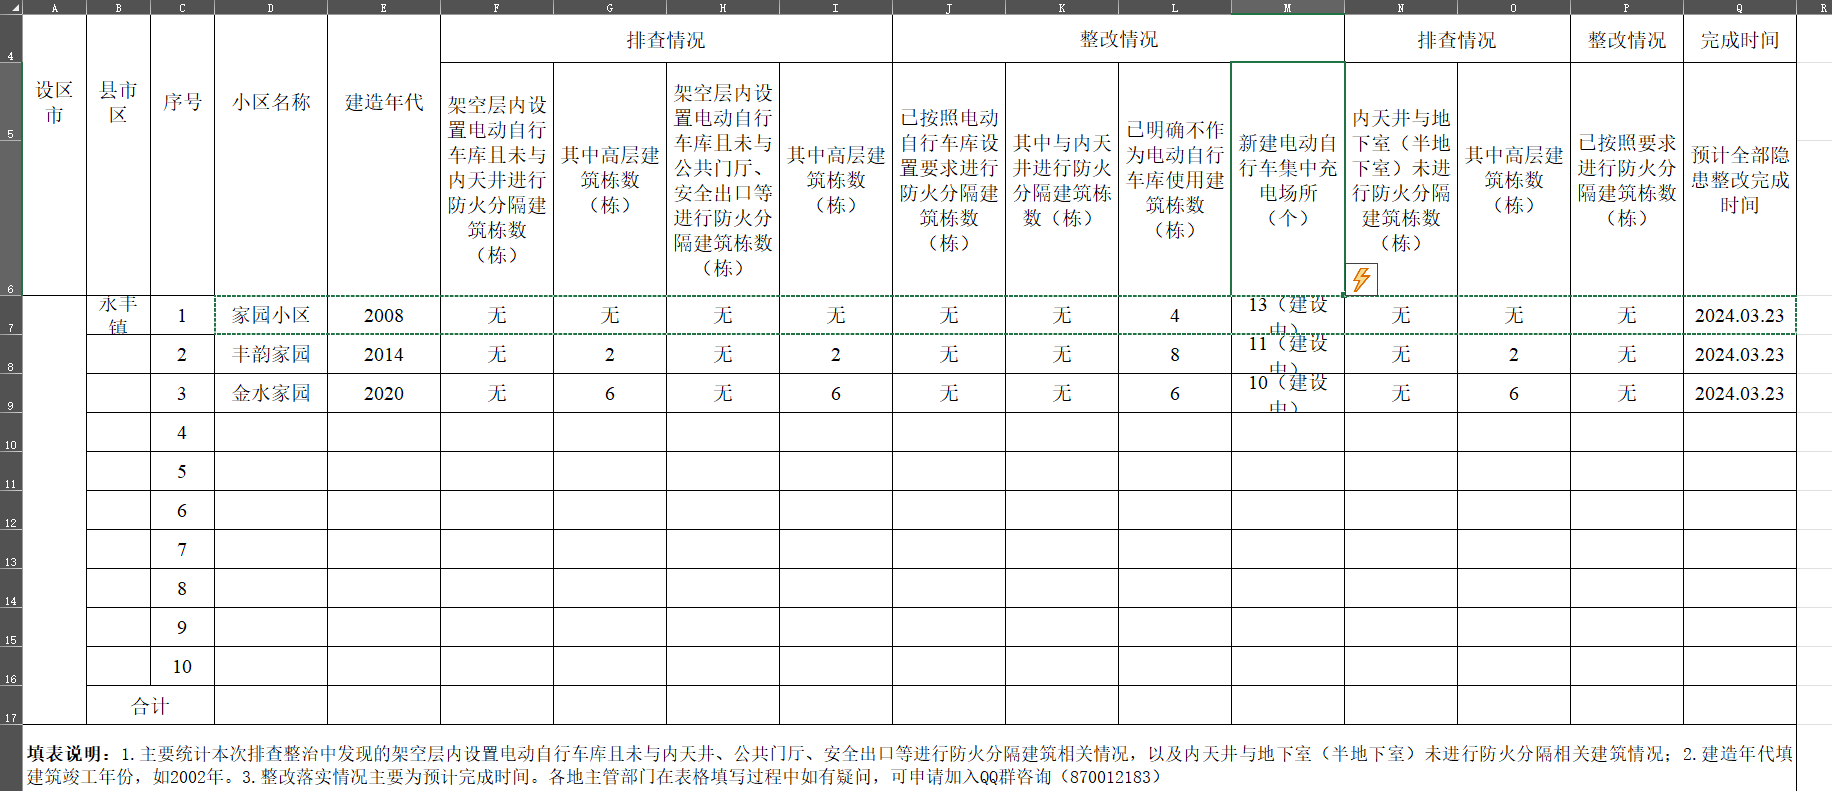 A B C D E F G H I J K L M N O P Q R
4 排查情况 整改情况 排查情况 整改情况 完成时间
5
6
设区市 县市区 序号 小区名称 建造年代
架空层内设置电动自行车库且未与内天井进行防火分隔建筑栋数（栋）
其中高层建筑栋数（栋）
架空层内设置电动自行车库且未与公共门厅、安全出口等进行防火分隔建筑栋数（栋）
其中高层建筑栋数（栋）
已按照电动自行车库设置要求进行防火分隔建筑栋数（栋）
其中与内天井进行防火分隔建筑栋数（栋）
已明确不作为电动自行车库使用建筑栋数（栋）
新建电动自行车集中充电场所（个）
内天井与地下室（半地下室）未进行防火分隔建筑栋数（栋）
其中高层建筑栋数（栋）
已按照要求进行防火分隔建筑栋数（栋）
预计全部隐患整改完成时间
7 永丰镇 1 家园小区 2008 无 无 无 无 无 无 4 13（建设中） 无 无 无 2024.03.23
8 2 丰韵家园 2014 无 2 无 2 无 无 8 11（建设中） 无 2 无 2024.03.23
9 3 金水家园 2020 无 6 无 6 无 无 6 10（建设中） 无 6 无 2024.03.23
10 4
11 5
12 6
13 7
14 8
15 9
16 10
17 合计
填表说明：1.主要统计本次排查整治中发现的架空层内设置电动自行车库且未与内天井、公共门厅、安全出口等进行防火分隔建筑相关情况，以及内天井与地下室（半地下室）未进行防火分隔相关建筑情况；2.建造年代填
建筑竣工年份，如2002年。3.整改落实情况主要为预计完成时间。各地主管部门在表格填写过程中如有疑问，可申请加入QQ群咨询（870012183）